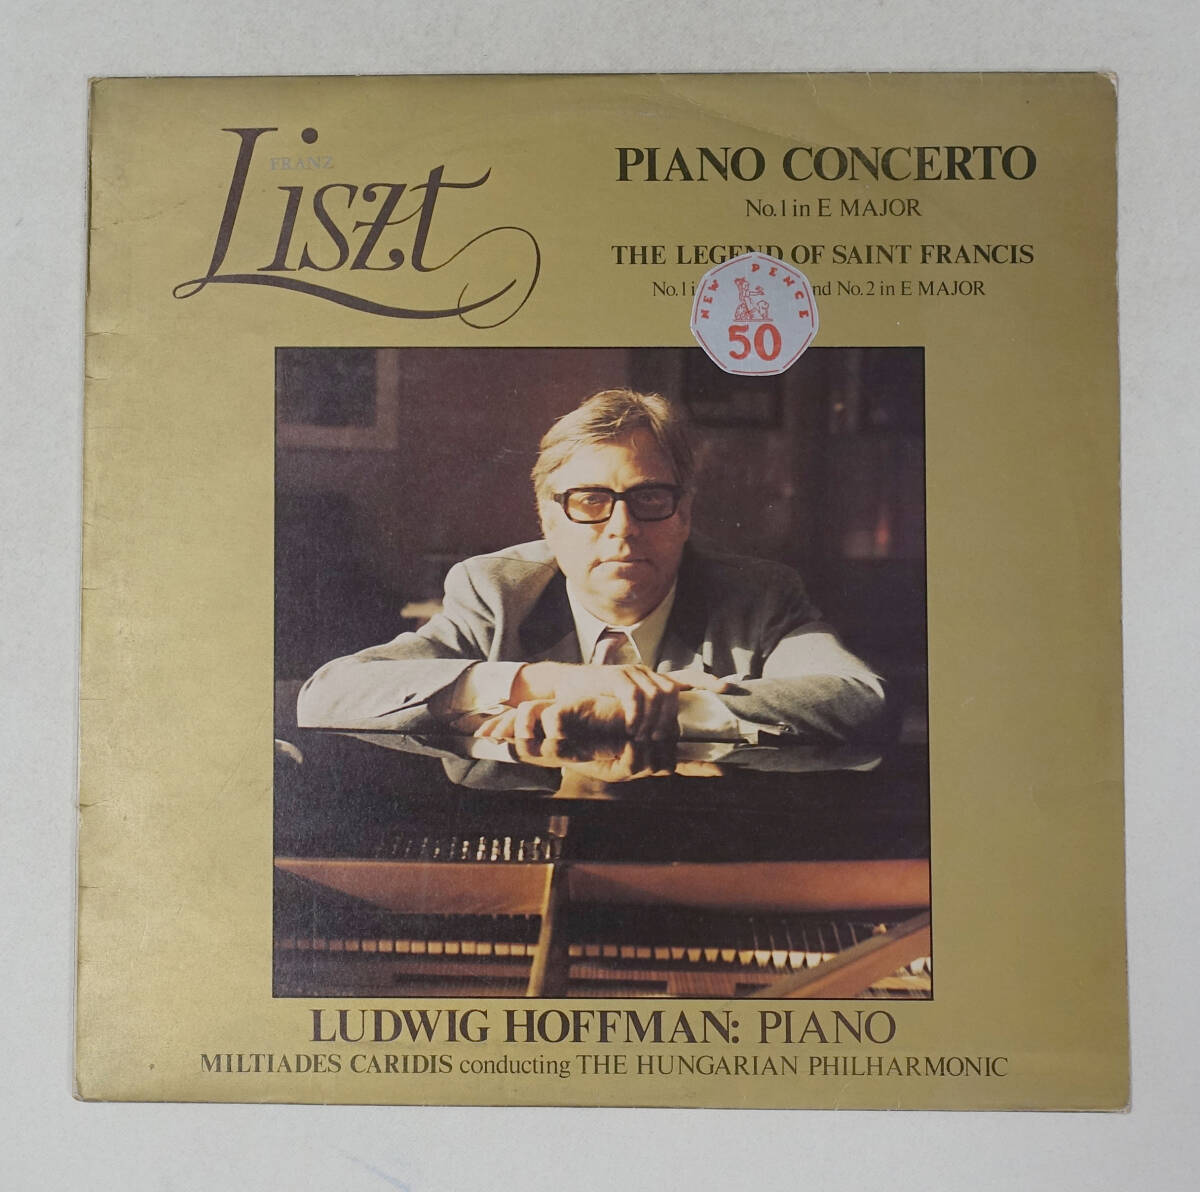 FRANZ
Liszt
PIANO CONCERTO
No. 1 in E MAJOR
THE LEGEND OF SAINT FRANCIS
No. 1 i nd No. 2 in E MAJOR
NEW PENCE
50
LUDWIG HOFFMAN: PIANO
MILTIADES CARIDIS conducting THE HUNGARIAN PHILHARMONIC